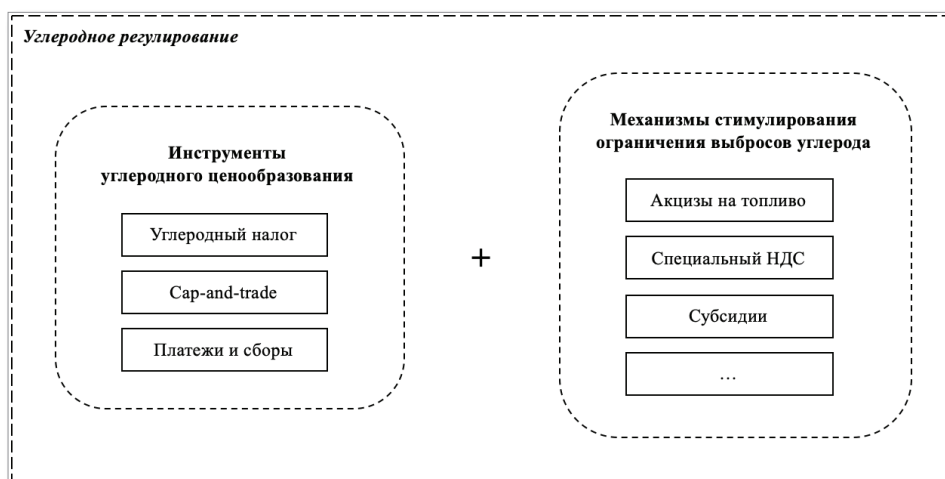 Углеродное регулирование
Инструменты
углеродного ценообразования
Углеродный налог
Cap-and-trade
Платежи и сборы
+
Механизмы стимулирования
ограничения выбросов углерода
Акцизы на топливо
Специальный НДС
Субсидии
…